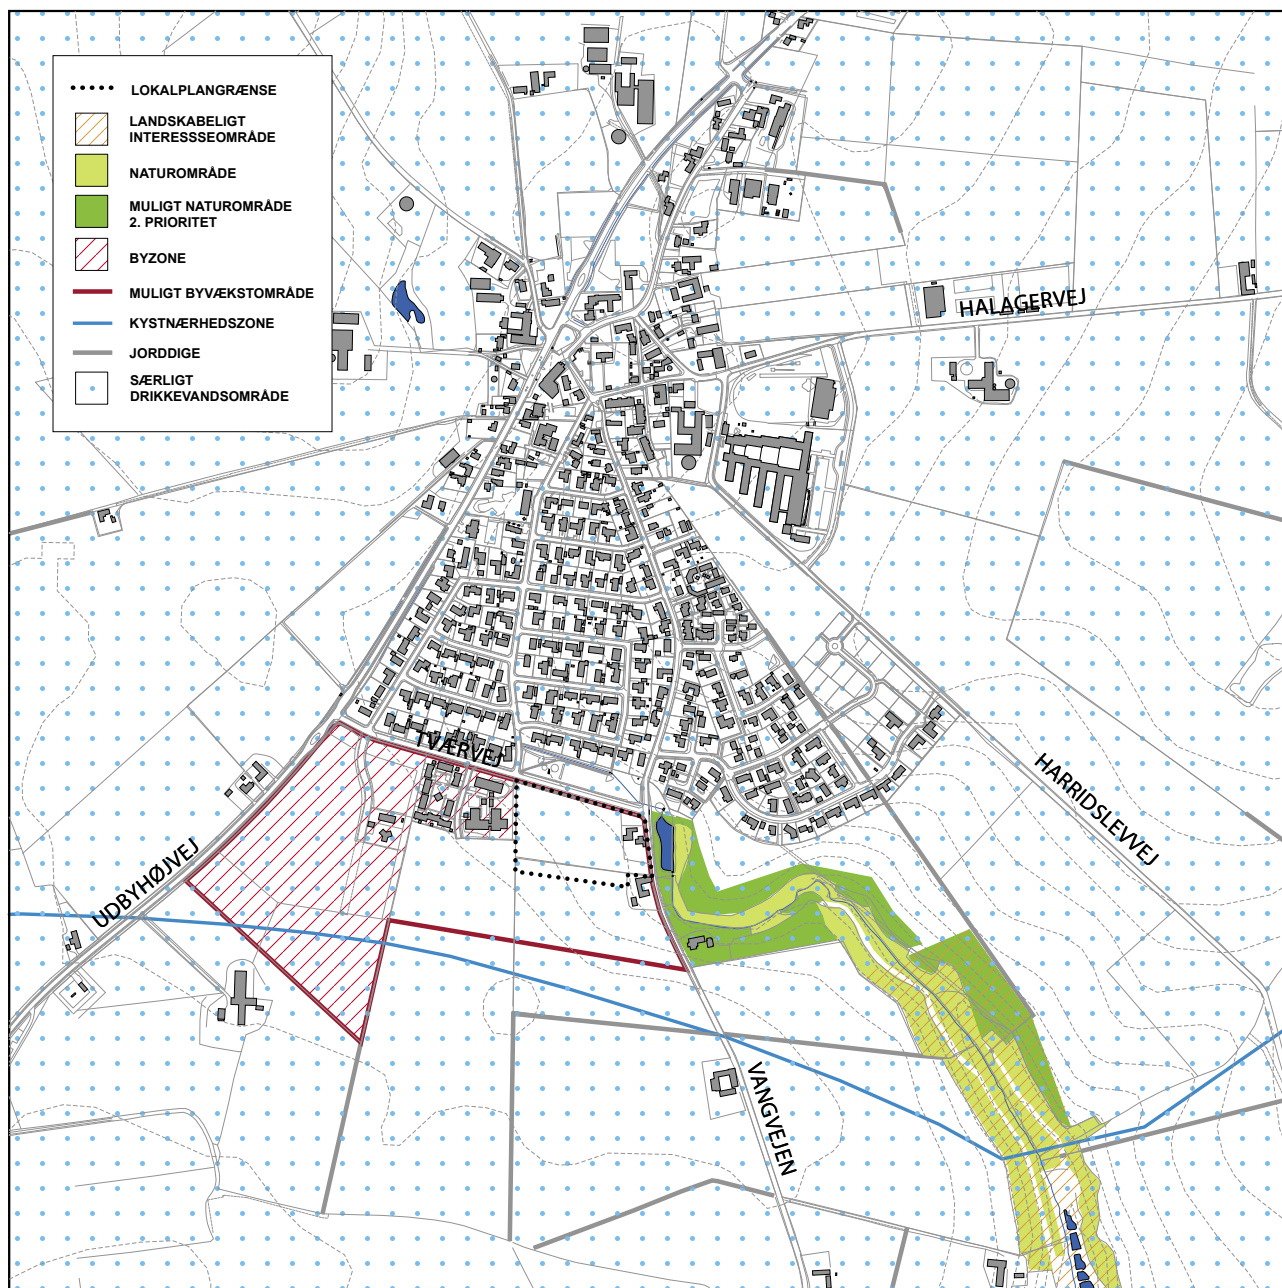 LOKALPLANGRÆNSE
LANDSKABELIGT
INTERESSSEOMRÅDE
NATUROMRÅDE
MULIGT NATUROMRÅDE
2. PRIORITET
BYZONE
MULIGT BYVÆKSTOMRÅDE
KYSTNÆRHEDSZONE
JORDDIGE
SÆRLIGT
DRIKKEVANDSOMRÅDE
HALAGERVEJ
TVÆRVEJ
HARRIDSLEVVEJ
UDBYHØJVEJ
VANGVEJEN